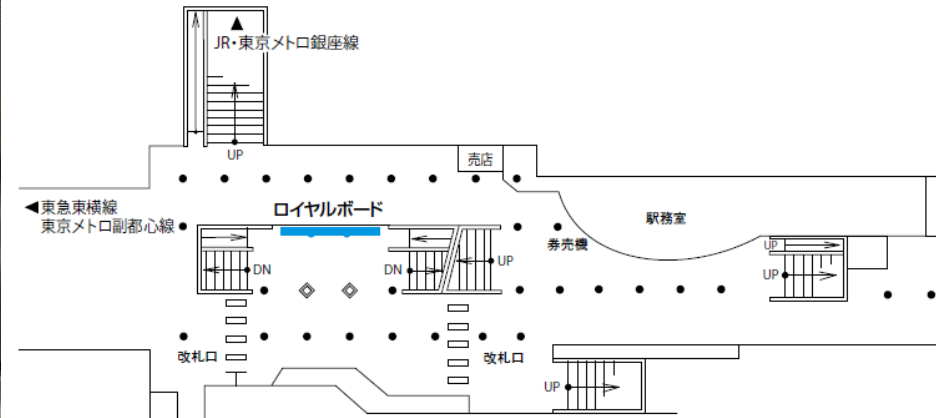 JR・東京メトロ銀座線
UP
売店
◀東急東横線
東京メトロ副都心線
ロイヤルボード
駅務室
券売機
UP
DN
DN
UP
UP
改札口
改札口
UP